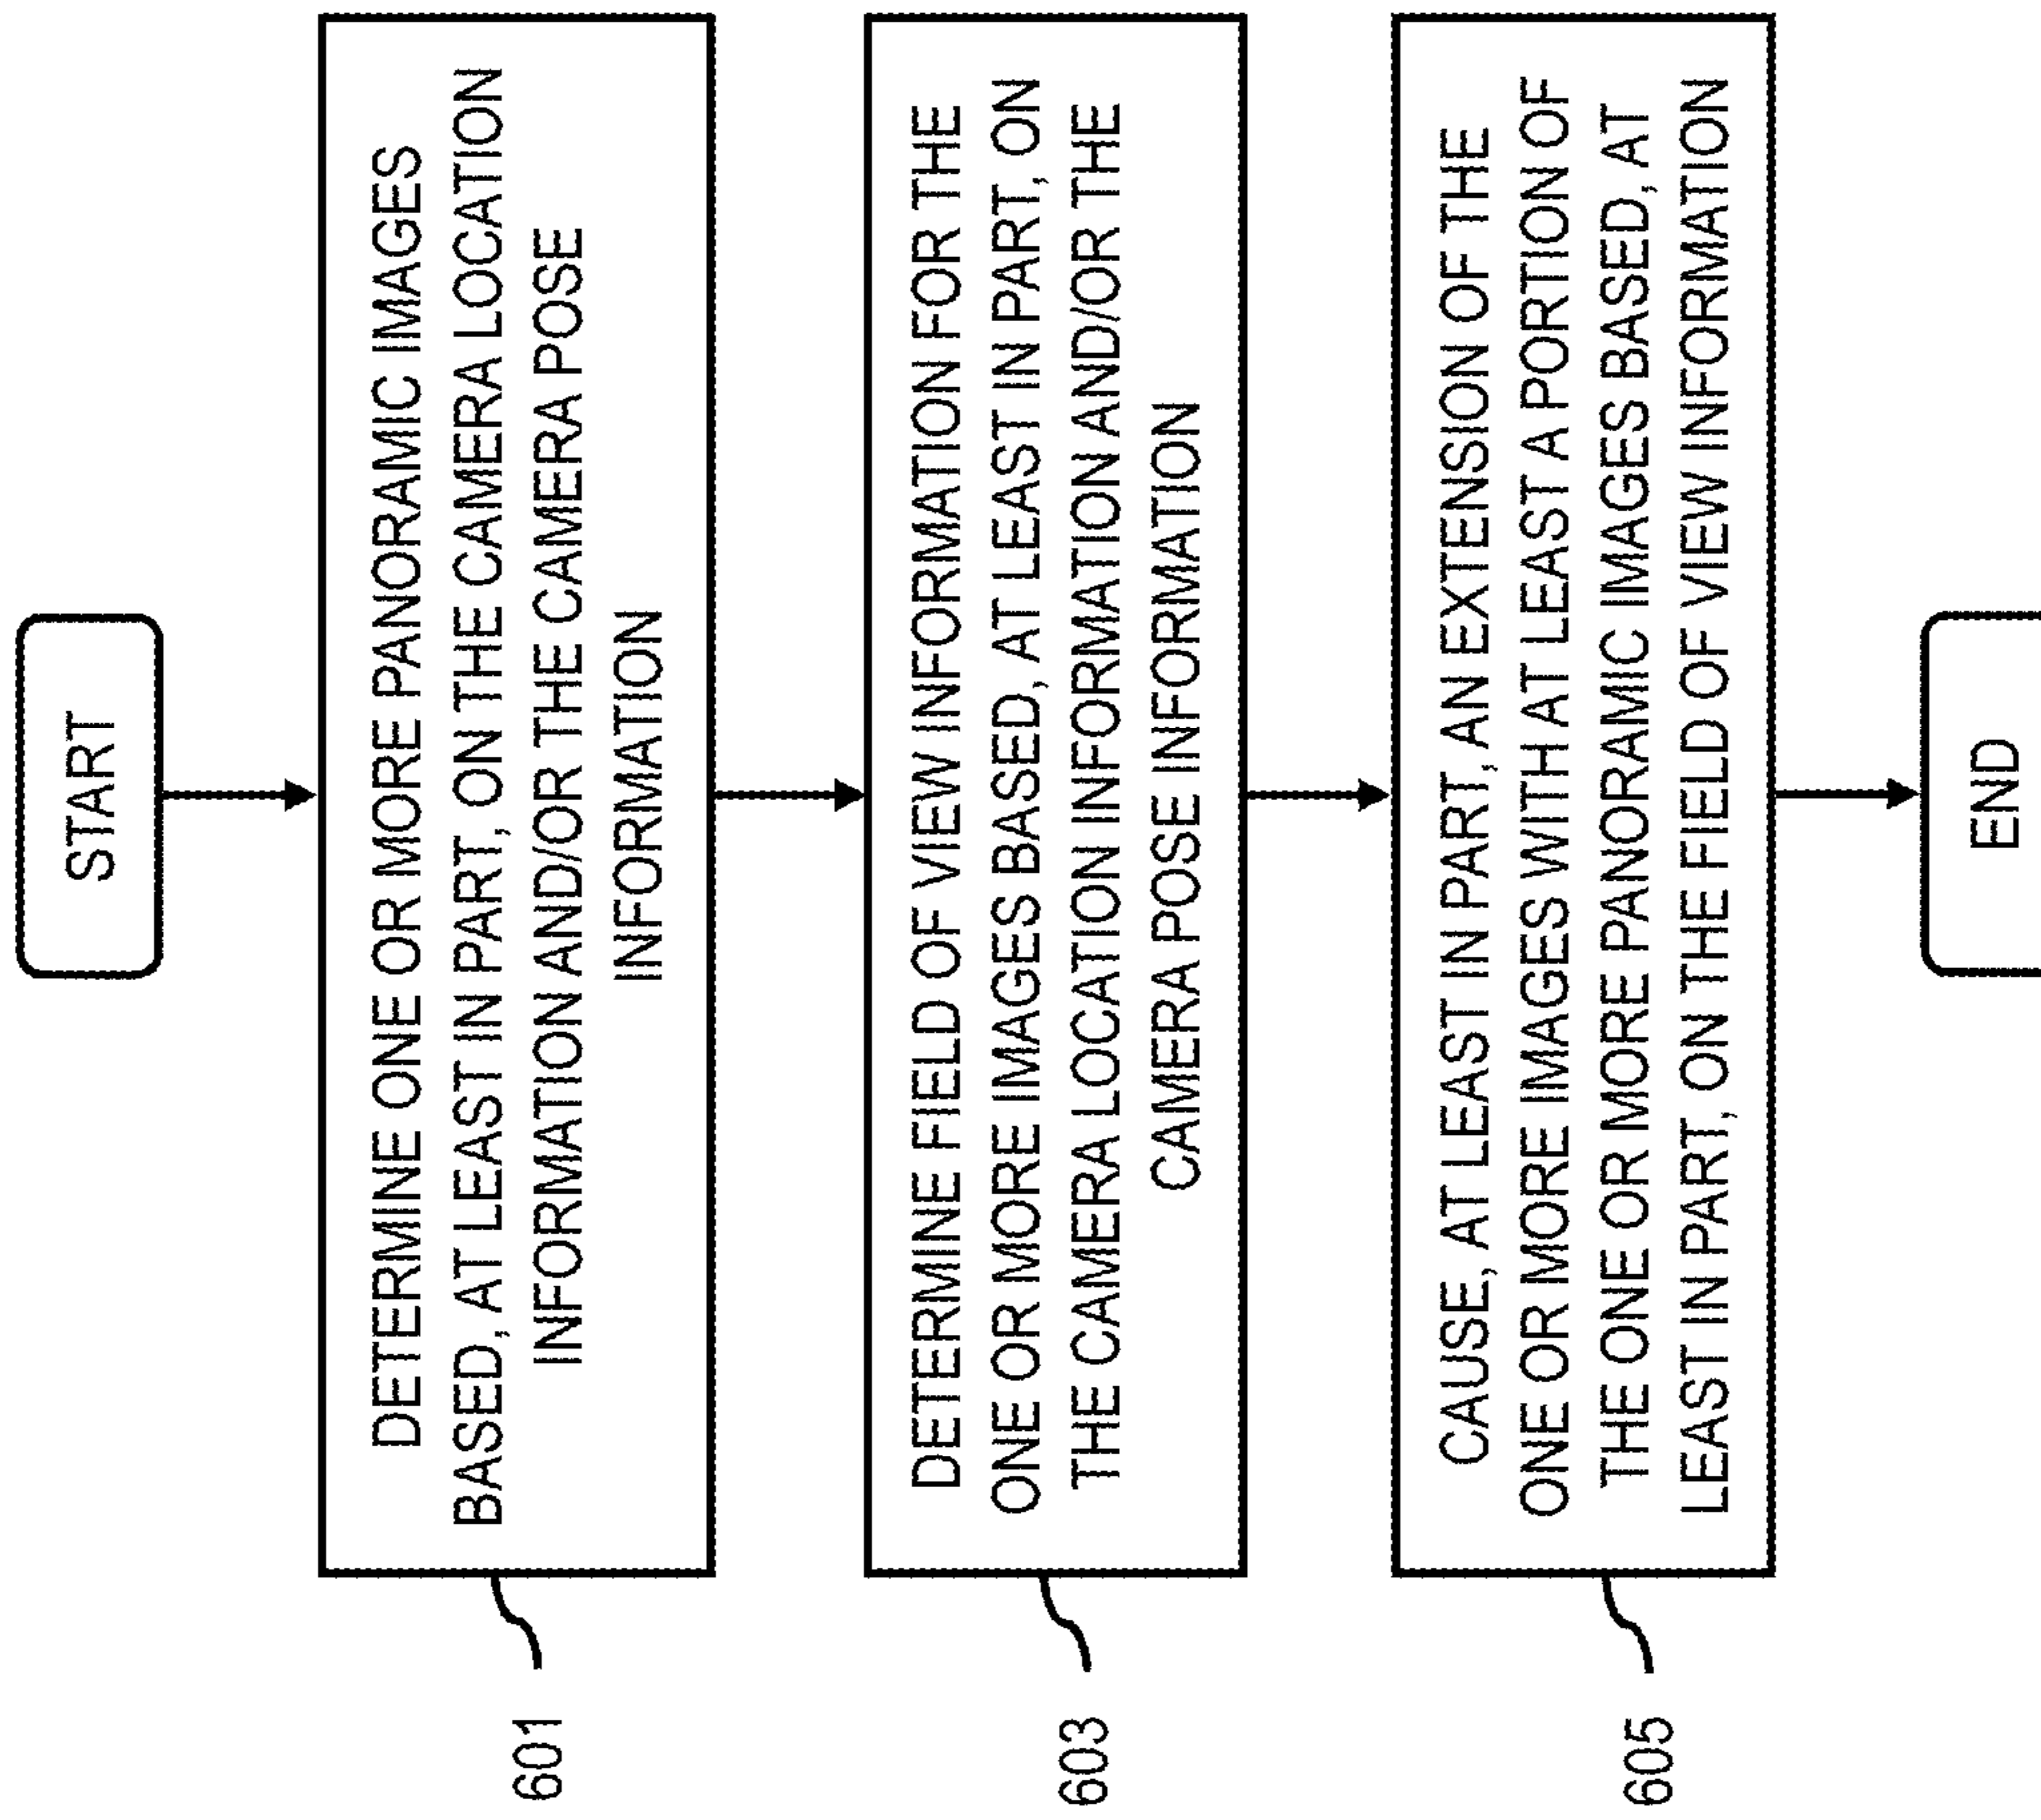 START
DETERMINE ONE OR MORE PANORAMIC IMAGES
BASED, AT LEAST IN PART, ON THE CAMERA LOCATION
INFORMATION AND/OR THE CAMERA POSE
INFORMATION
601
DETERMINE FIELD OF VIEW INFORMATION FOR THE
ONE OR MORE IMAGES BASED, AT LEAST IN PART, ON
THE CAMERA LOCATION INFORMATION AND/OR THE
CAMERA POSE INFORMATION
603
CAUSE, AT LEAST IN PART, AN EXTENSION OF THE
ONE OR MORE IMAGES WITH AT LEAST A PORTION OF
THE ONE OR MORE PANORAMIC IMAGES BASED, AT
LEAST IN PART, ON THE FIELD OF VIEW INFORMATION
605
END